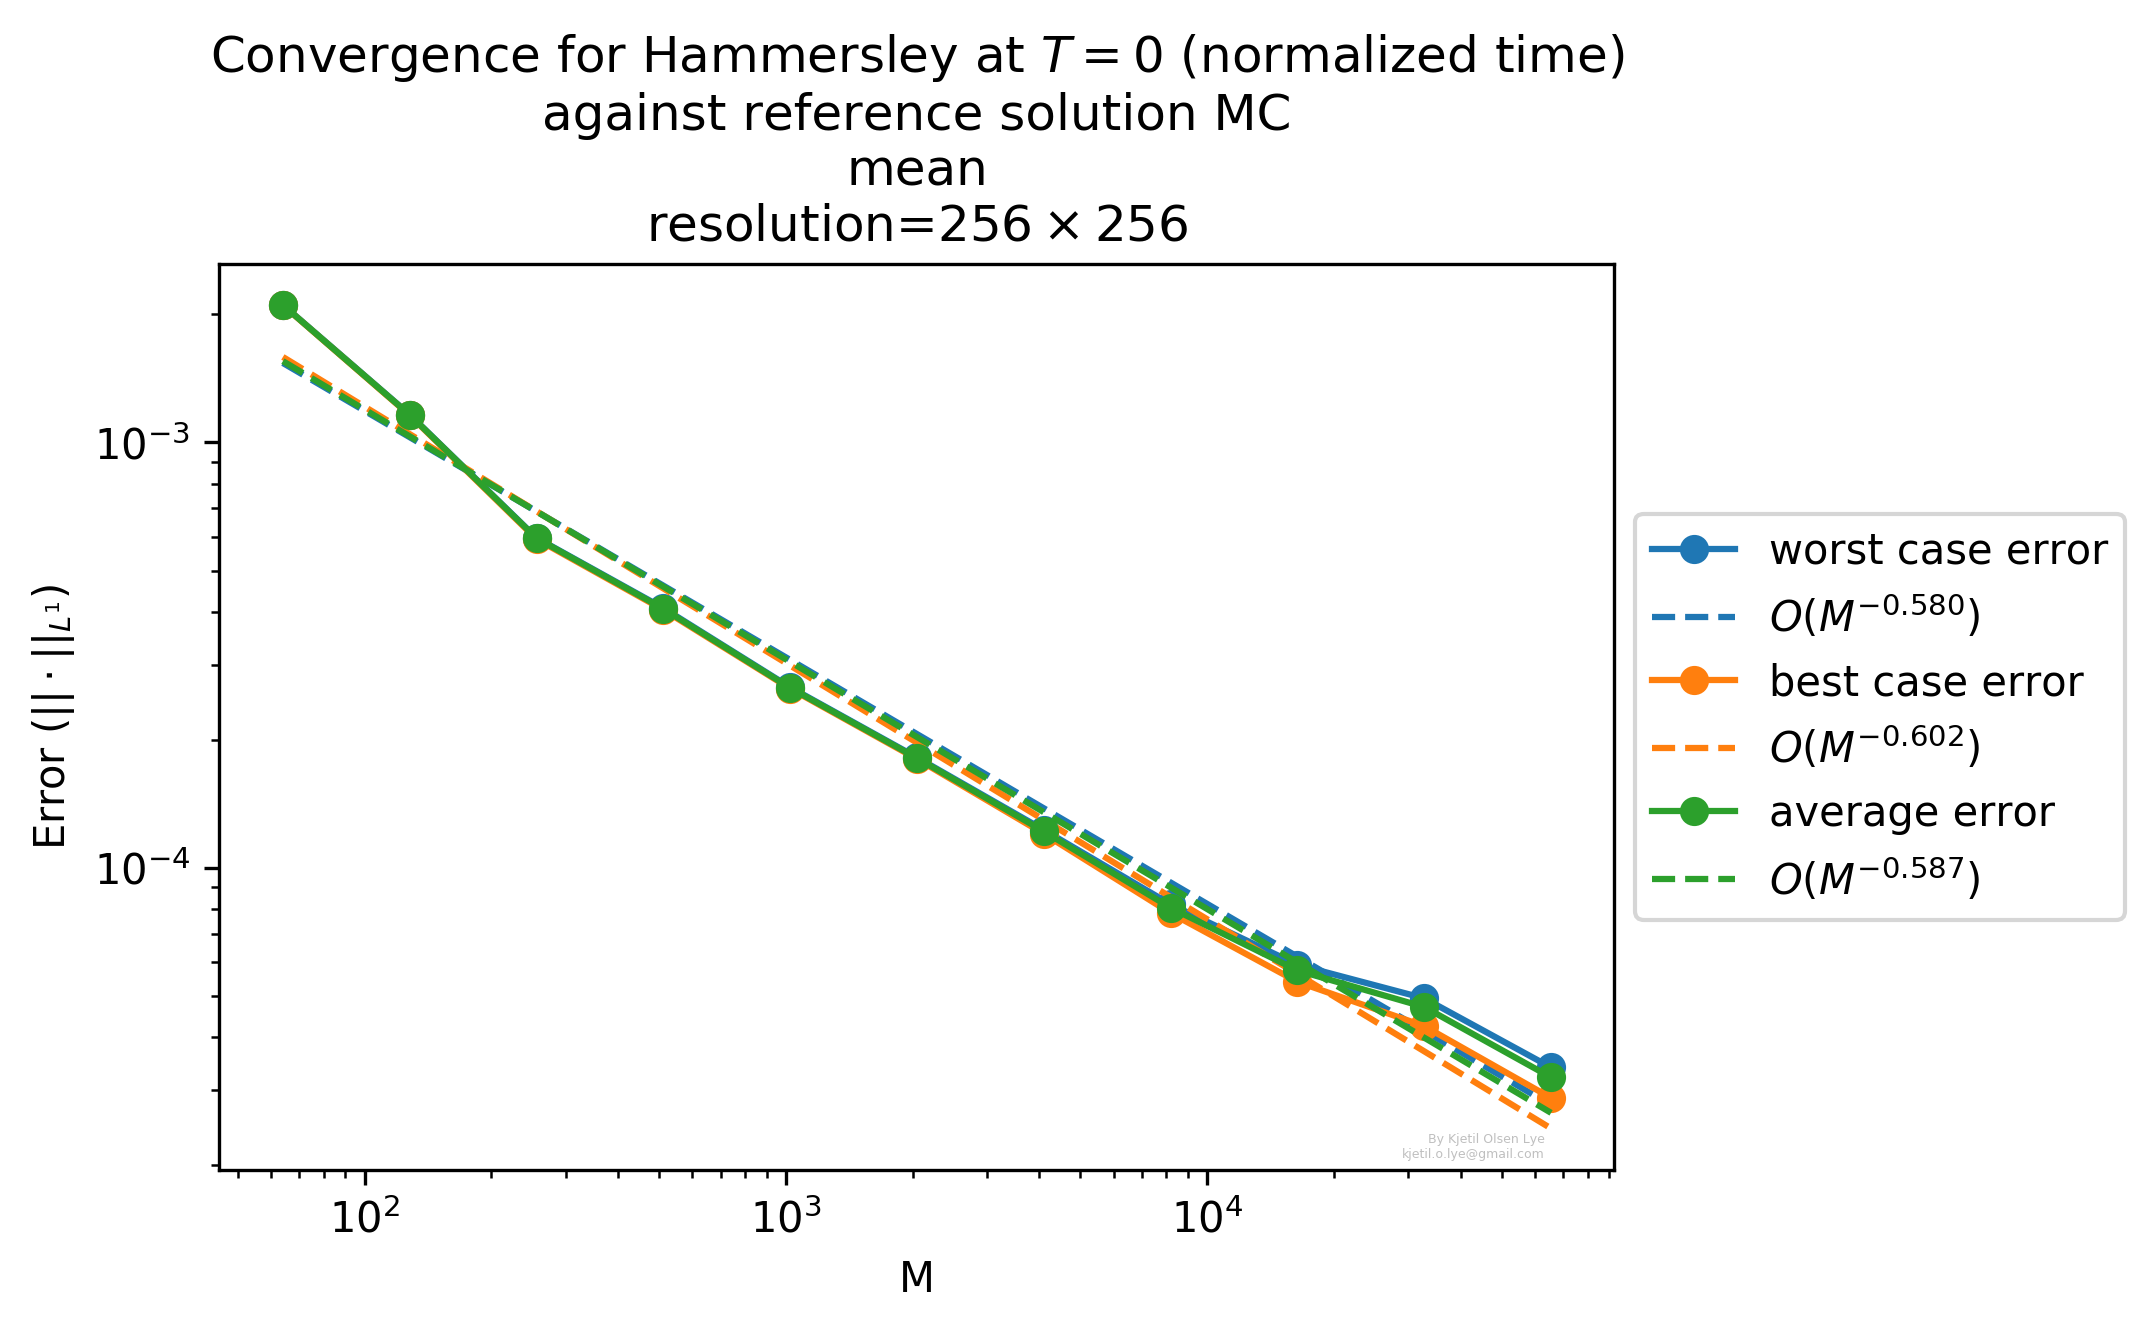 Convergence for Hammersley at $T = 0$ (normalized time)
against reference solution MC
mean
resolution=$256 \times 256$
Error ($|| \cdot ||_{L^1}$)
$10^{-3}$
$10^{-4}$
$10^2$
$10^3$
$10^4$
M
worst case error
$O(M^{-0.580})$
best case error
$O(M^{-0.602})$
average error
$O(M^{-0.587})$
By Kjetil Olsen Lye
kjetil.o.lye@gmail.com